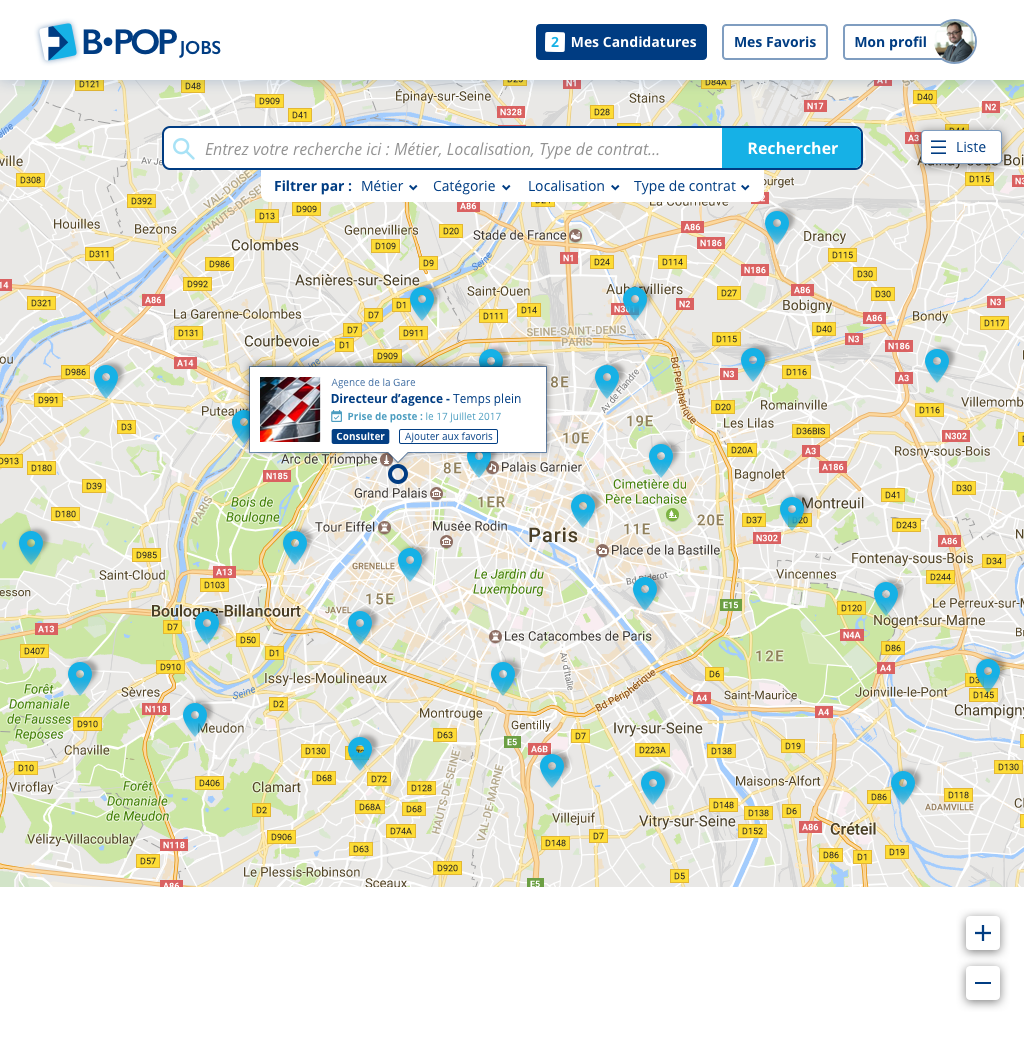 B•POP JOBS
2 Mes Candidatures
Mes Favoris
Mon profil
Entrez votre recherche ici : Métier, Localisation, Type de contrat...
Rechercher
Liste
Filtrer par : Métier Catégorie Localisation Type de contrat
D121
D48
D909
D41
Épinay-sur-Seine
N328
N1
D28
Stains
D84A
N17
A1
D40
N2
A3
D308
D392
D13
D909
A86
D115
Houilles
Bezons
Gennevilliers
D20
Stade de France
A86
N186
Drancy
D311
Colombes
D109
D986
D9
Seine
N1
D24
D114
N186
D115
D30
D992
Asnières-sur-Seine
Saint-Ouen
Aubervilliers
D27
A86
D30
D321
A86
D1
D14
N2
Bobigny
N3
La Garenne-Colombes
D7
D111
A86
Bondy
D117
D131
D7
D911
SEINE-SAINT-DENIS
PARIS
D40
Courbevoie
D1
D115
N3
N186
A14
D909
D986
N3
D116
A3
D991
Av de Flandre
Bd Périphérique
D20
Romainville
D116
Villemomble
Puteaux
19E
Les Lilas
D3
10E
D36BIS
N302
Rosny-sous-Bois
Agence de la Gare
Directeur d’agence - Temps plein
Prise de poste : le 17 juillet 2017
Consulter
Ajouter aux favoris
D20A
A3
D913
D180
Arc de Triomphe
8E
Palais Garnier
A186
N185
Bagnolet
D39
Grand Palais
1ER
Cimetière du
Père Lachaise
D41
D30
Bois de
Boulogne
Montreuil
D180
PARIS
Tour Eiffel
Musée Rodin
Paris
11E
20E
D37
D20
D243
N302
A86
D985
Place de la Bastille
Fontenay-sous-Bois
D34
Saint-Cloud
A13
GRENELLE
Le Jardin du
Luxembourg
Vincennes
D244
D103
15E
Bd Diderot
E15
D120
Le Perreux-sur-M
Boulogne-Billancourt
JAVEL
Nogent-sur-Marne
A13
D7
D50
Les Catacombes de Paris
N4A
D407
D1
12E
D86
D910
Av d'Italie
D6
A4
Forêt
Domaniale
de Fausses
Reposes
Sèvres
Seine
Issy-les-Moulineaux
Bd Périphérique
Saint-Maurice
Joinville-le-Pont
D145
N118
D2
A4
A4
Champigny
D910
Meudon
Montrouge
Gentilly
Ivry-sur-Seine
D63
E5
D7
Chaville
D130
A6B
D223A
D138
D19
D10
D68
D72
D130
Viroflay
Forêt
Domaniale
de Meudon
D406
Clamart
D128
Maisons-Alfort
D86
D118
D2
D68A
D68
HAUTS-DE-SEINE
VAL-DE-MARNE
D148
D138
D6
ADAMVILLE
Vélizy-Villacoublay
D906
D74A
Villejuif
Vitry-sur-Seine
D152
A86
Créteil
N118
D63
D148
D7
D57
D920
D86
D1
D19
Le Plessis-Robinson
D5
A86
Sceaux
E5